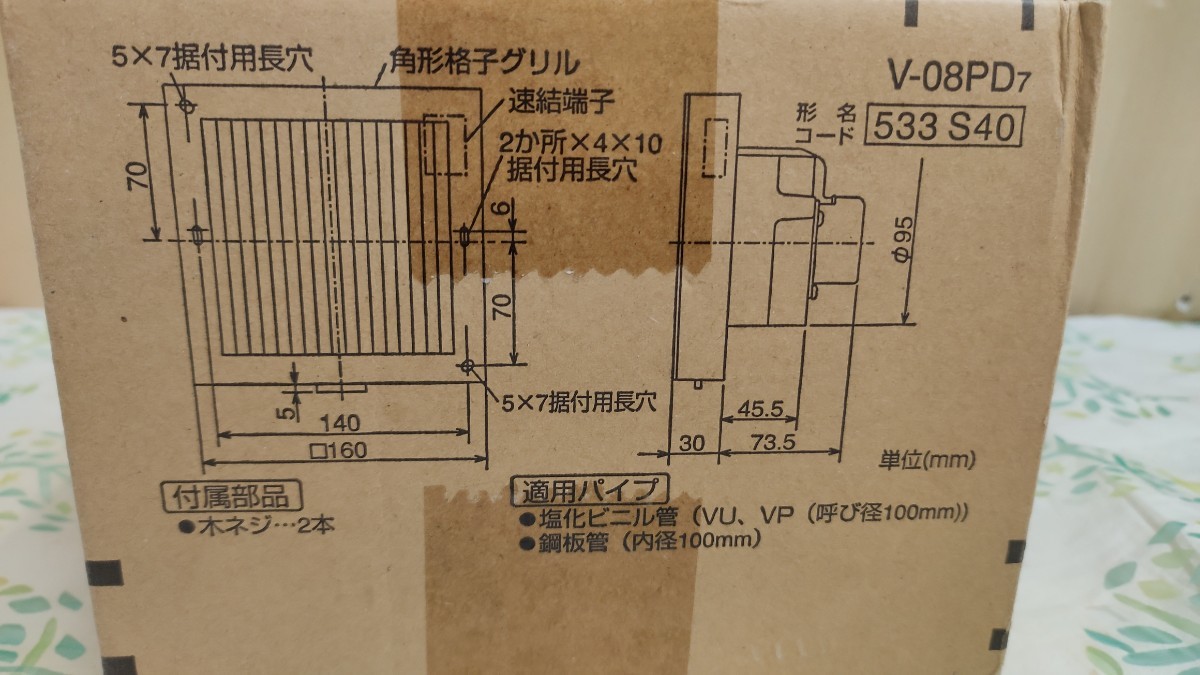 5×7据付用長穴
角形格子グリル
速結端子
2か所×4×10
据付用長穴
70
6
70
5×7据付用長穴
5
140
□160
V-08PD7
形名
コード
533 S40
φ95
45.5
30
73.5
単位(mm)
付属部品
●木ネジ…2本
適用パイプ
●塩化ビニル管（VU、VP（呼び径100mm））
●鋼板管（内径100mm）